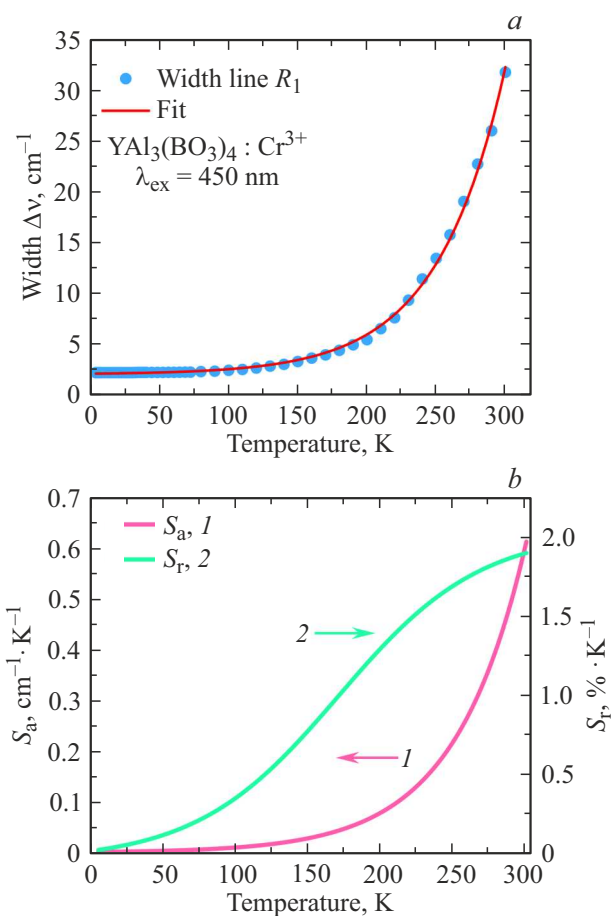 a
35
30
25
20
15
10
5
0
Width Δν, cm⁻¹
Width line R₁
Fit
YAl₃(BO₃)₄ : Cr³⁺
λₑₓ = 450 nm
0 50 100 150 200 250 300
Temperature, K
b
0.7
0.6
0.5
0.4
0.3
0.2
0.1
0
Sₐ, cm⁻¹·K⁻¹
Sₐ, 1
Sᵣ, 2
2
1
2.0
1.5
1.0
0.5
0
Sᵣ, % ·K⁻¹
0 50 100 150 200 250 300
Temperature, K